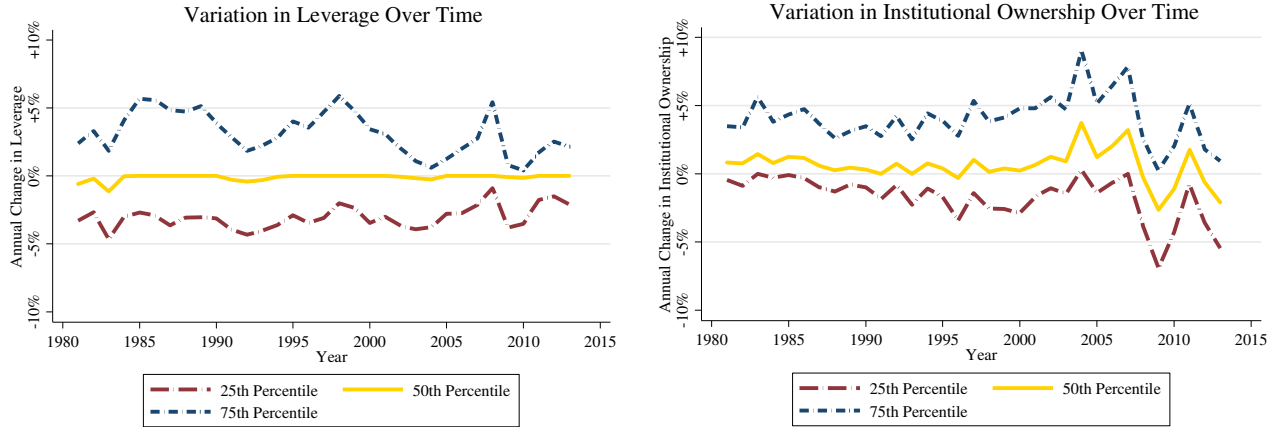 Variation in Leverage Over Time
Annual Change in Leverage
+10%
+5%
0%
-5%
-10%
1980 1985 1990 1995 2000 2005 2010 2015
Year
25th Percentile 50th Percentile
75th Percentile
Variation in Institutional Ownership Over Time
Annual Change in Institutional Ownership
+10%
+5%
0%
-5%
-10%
1980 1985 1990 1995 2000 2005 2010 2015
Year
25th Percentile 50th Percentile
75th Percentile